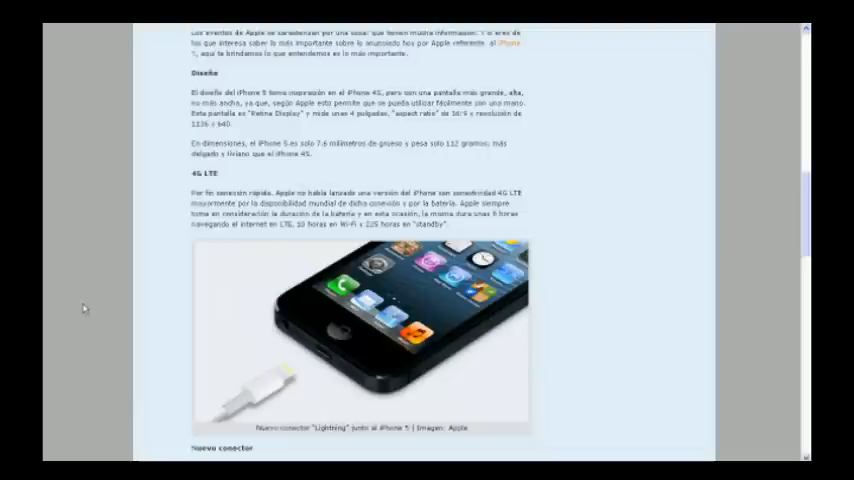 Los eventos de Apple se caracterizan por una cosa: que tienen mucha información. Y si eres de
los que interesa saber lo más importante sobre lo anunciado hoy por Apple referente al iPhone
5, aquí te brindamos lo que entendemos es lo más importante.
Diseño
El diseño del iPhone 5 toma inspiración en el iPhone 4S, pero con una pantalla más grande, alta,
no más ancha, ya que, según Apple esto permite que se pueda utilizar fácilmente con una mano.
Esta pantalla es "Retina Display" y mide unas 4 pulgadas, "aspect ratio" de 16:9 y resolución de
1136 x 640.
En dimensiones, el iPhone 5 es solo 7.6 milímetros de grueso y pesa solo 112 gramos, más
delgado y liviano que el iPhone 4S.
4G LTE
Por fin conexión rápida. Apple no había lanzado una versión del iPhone con conectividad 4G LTE
mayormente por la disponibilidad mundial de dicha conexión y por la batería. Apple siempre
toma en consideración la duración de la batería y en esta ocasión, la misma dura unas 8 horas
navegando el internet en LTE, 10 horas en Wi-Fi y 225 horas en "standby".
Nuevo conector "Lightning" junto al iPhone 5 | Imagen: Apple
Nuevo conector